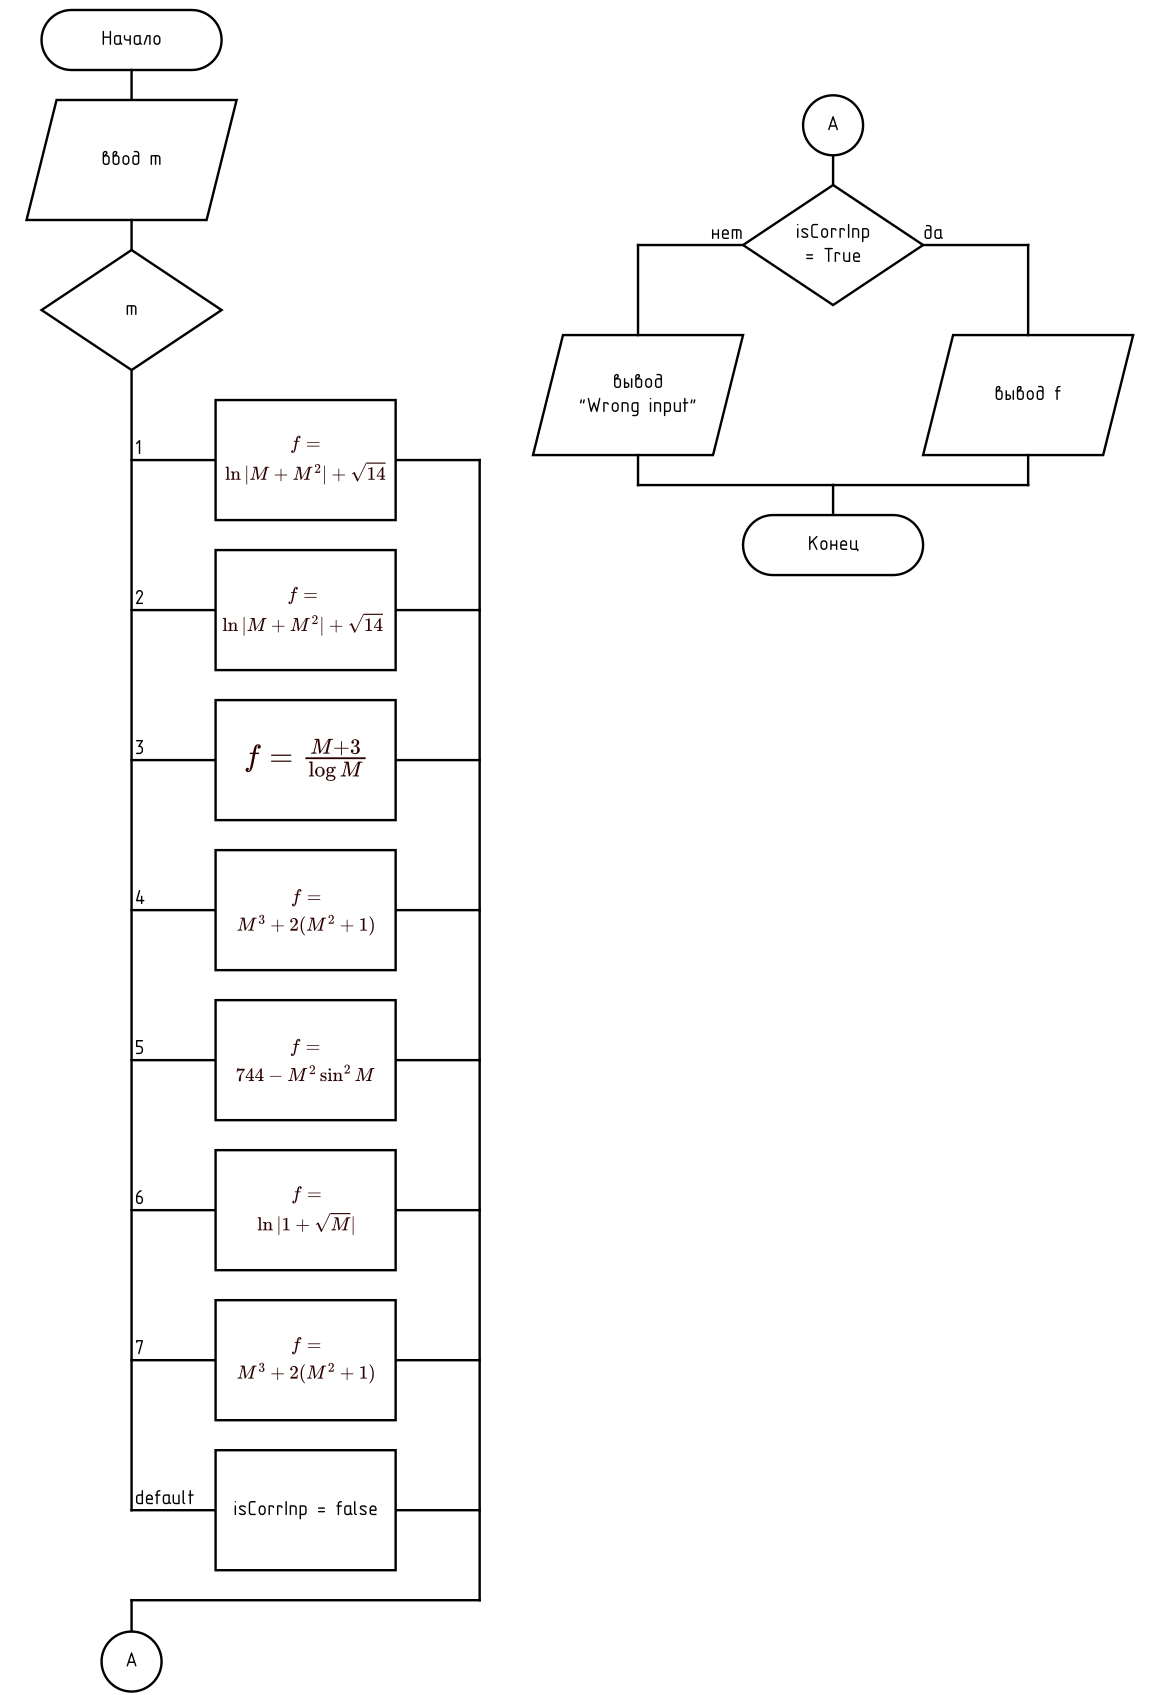 Начало
ввод m
m
1
f =
ln |M + M² | + √14
2
f =
ln |M + M² | + √14
3
f = (M+3)/(log M)
4
f =
M³ + 2(M² + 1)
5
f =
744 − M² sin² M
6
f =
ln |1 + √M|
7
f =
M³ + 2(M² + 1)
default
isCorrInp = false
A
A
isCorrInp
= True
нет
да
вывод
"Wrong input"
вывод f
Конец